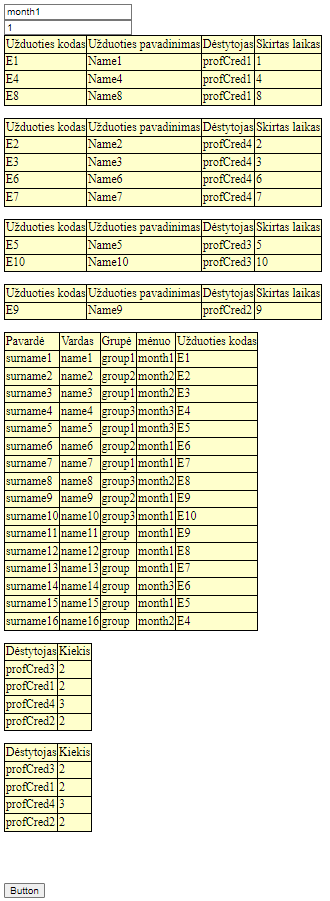 month1
1
Užduoties kodas Užduoties pavadinimas Dėstytojas Skirtas laikas
E1 Name1 profCred1 1
E4 Name4 profCred1 4
E8 Name8 profCred1 8
Užduoties kodas Užduoties pavadinimas Dėstytojas Skirtas laikas
E2 Name2 profCred4 2
E3 Name3 profCred4 3
E6 Name6 profCred4 6
E7 Name7 profCred4 7
Užduoties kodas Užduoties pavadinimas Dėstytojas Skirtas laikas
E5 Name5 profCred3 5
E10 Name10 profCred3 10
Užduoties kodas Užduoties pavadinimas Dėstytojas Skirtas laikas
E9 Name9 profCred2 9
Pavardė Vardas Grupė mėnuo Užduoties kodas
surname1 name1 group1 month1 E1
surname2 name2 group2 month2 E2
surname3 name3 group1 month2 E3
surname4 name4 group3 month3 E4
surname5 name5 group1 month3 E5
surname6 name6 group2 month1 E6
surname7 name7 group1 month1 E7
surname8 name8 group3 month2 E8
surname9 name9 group2 month1 E9
surname10 name10 group3 month1 E10
surname11 name11 group month1 E9
surname12 name12 group month1 E8
surname13 name13 group month1 E7
surname14 name14 group month3 E6
surname15 name15 group month1 E5
surname16 name16 group month2 E4
Dėstytojas Kiekis
profCred3 2
profCred1 2
profCred4 3
profCred2 2
Dėstytojas Kiekis
profCred3 2
profCred1 2
profCred4 3
profCred2 2
Button